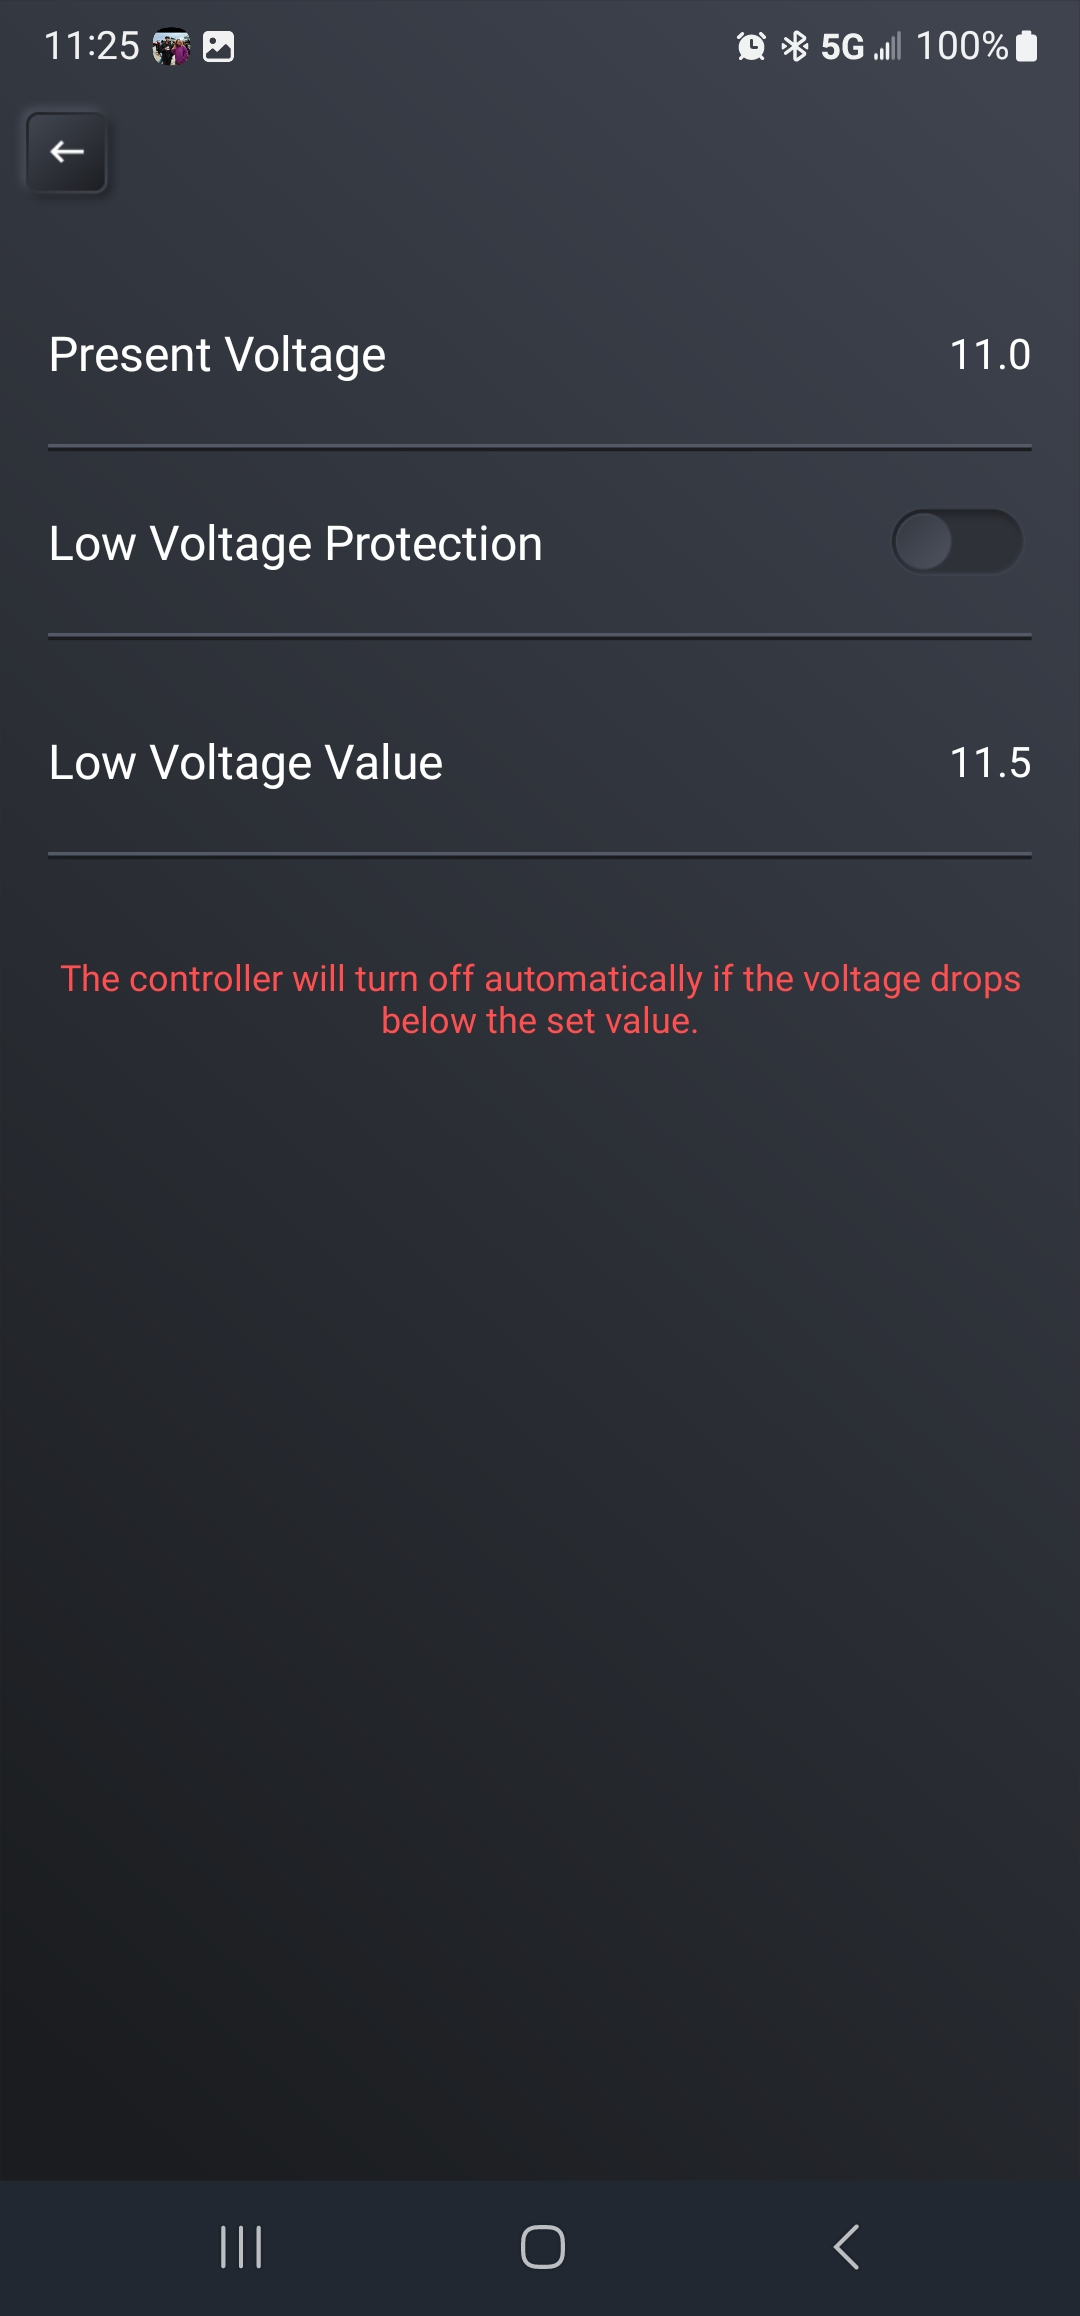 11:25 5G 100%
Present Voltage 11.0
Low Voltage Protection
Low Voltage Value 11.5
The controller will turn off automatically if the voltage drops
below the set value.